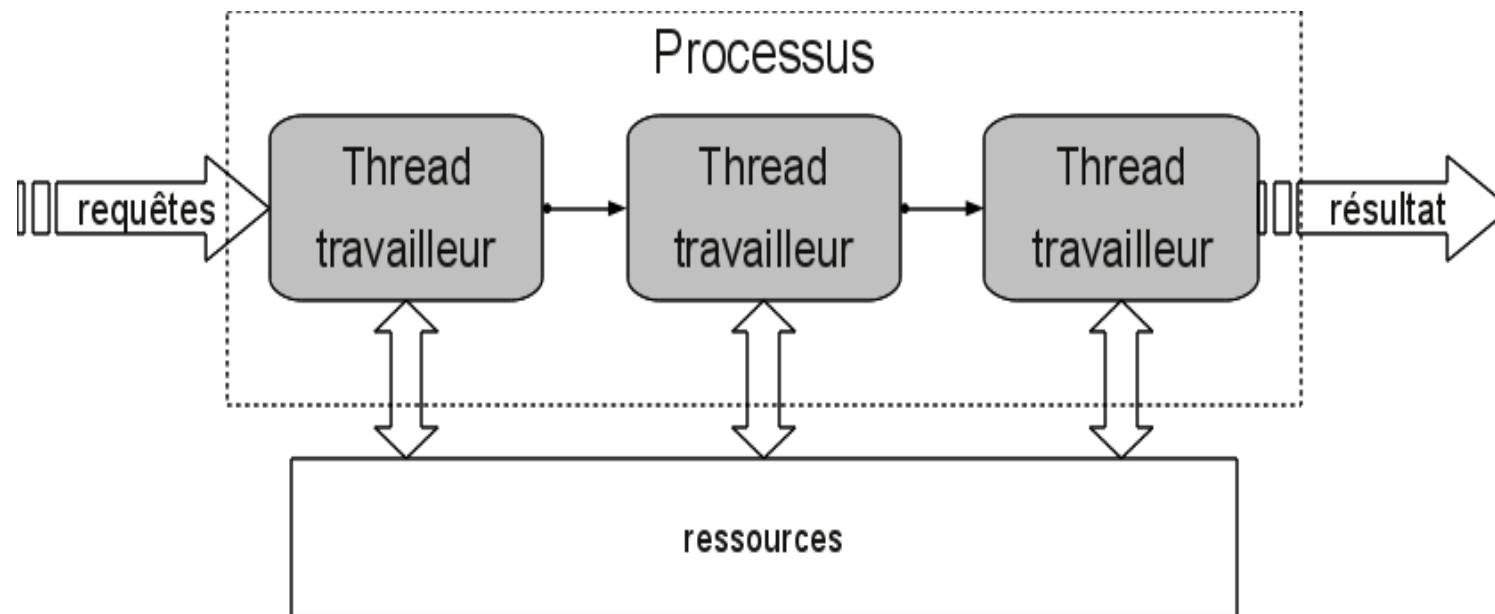 Processus
Thread
travailleur
Thread
travailleur
Thread
travailleur
requêtes
résultat
ressources